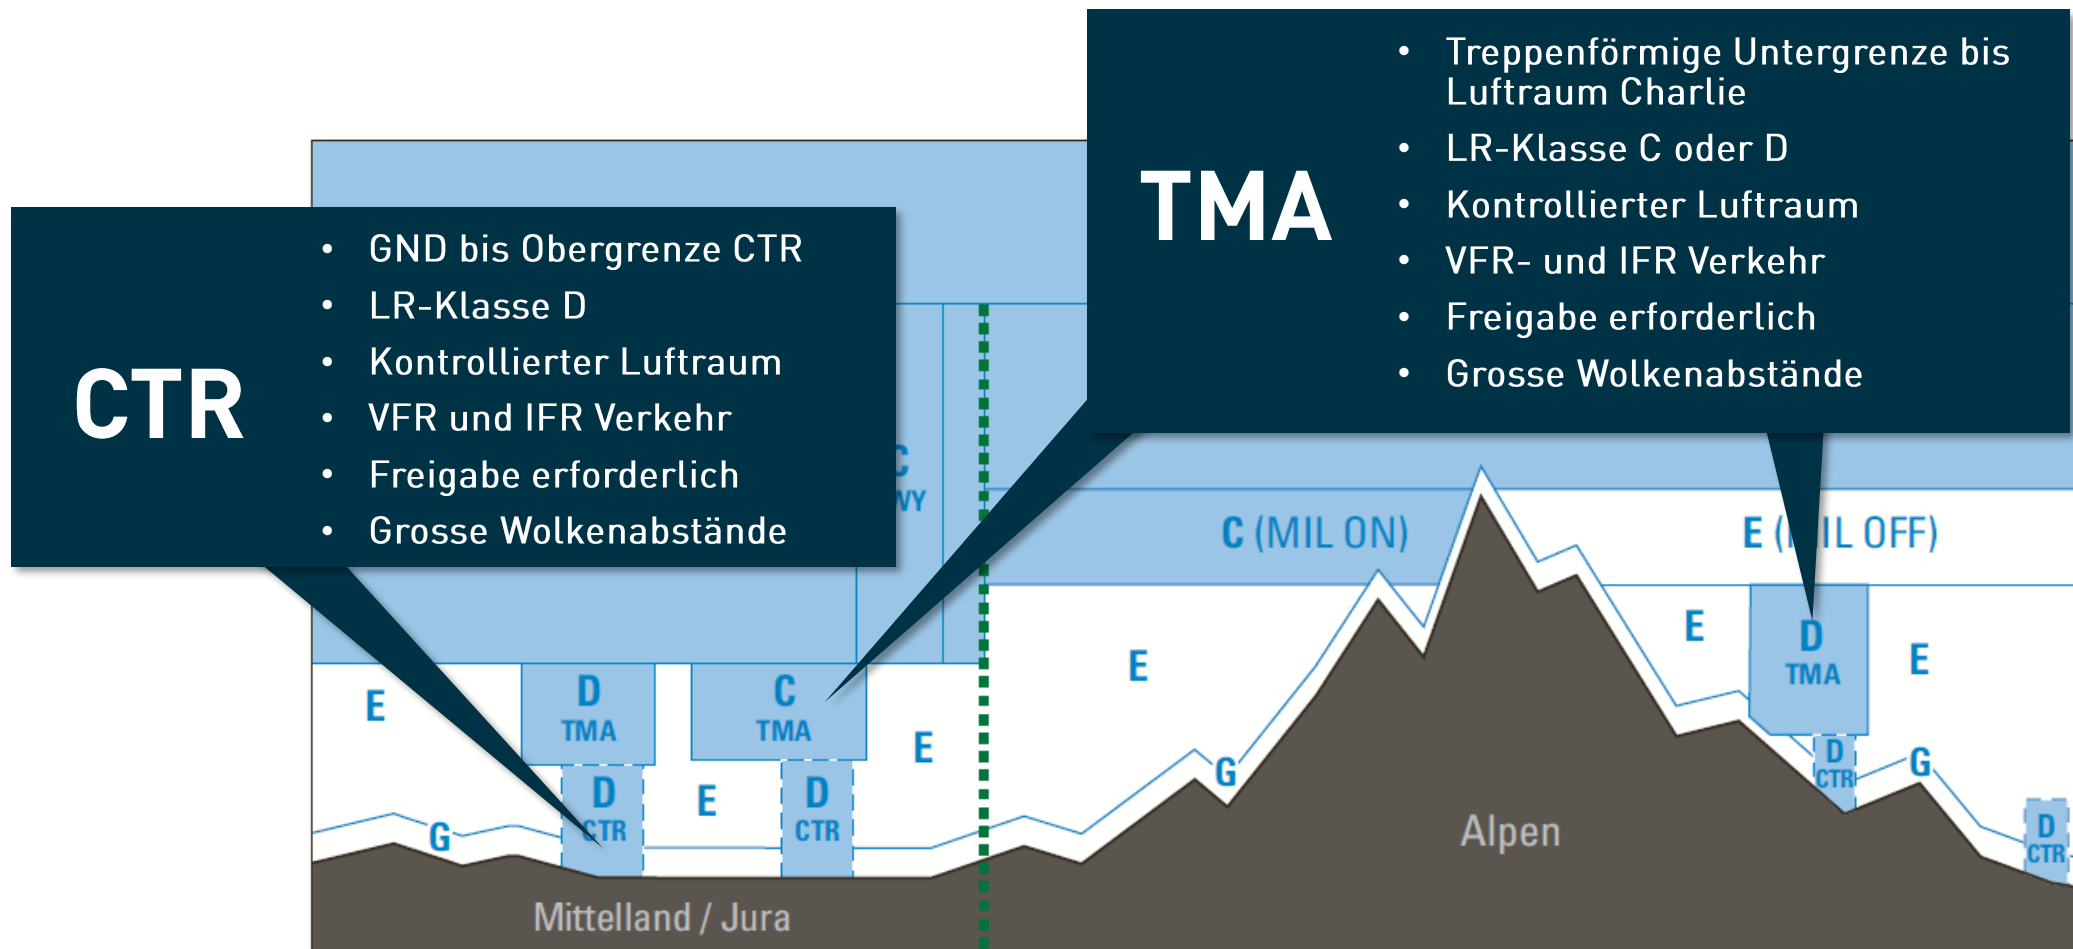 TMA
• Treppenförmige Untergrenze bis
Luftraum Charlie
• LR-Klasse C oder D
• Kontrollierter Luftraum
• VFR- und IFR Verkehr
• Freigabe erforderlich
• Grosse Wolkenabstände
CTR
• GND bis Obergrenze CTR
• LR-Klasse D
• Kontrollierter Luftraum
• VFR und IFR Verkehr
• Freigabe erforderlich
• Grosse Wolkenabstände
C
C (MIL ON)
E (MIL OFF)
E
D
TMA
C
TMA
E
E
E
D
TMA
E
D
CTR
E
D
CTR
G
G
D
CTR
G
D
CTR
Alpen
Mittelland / Jura